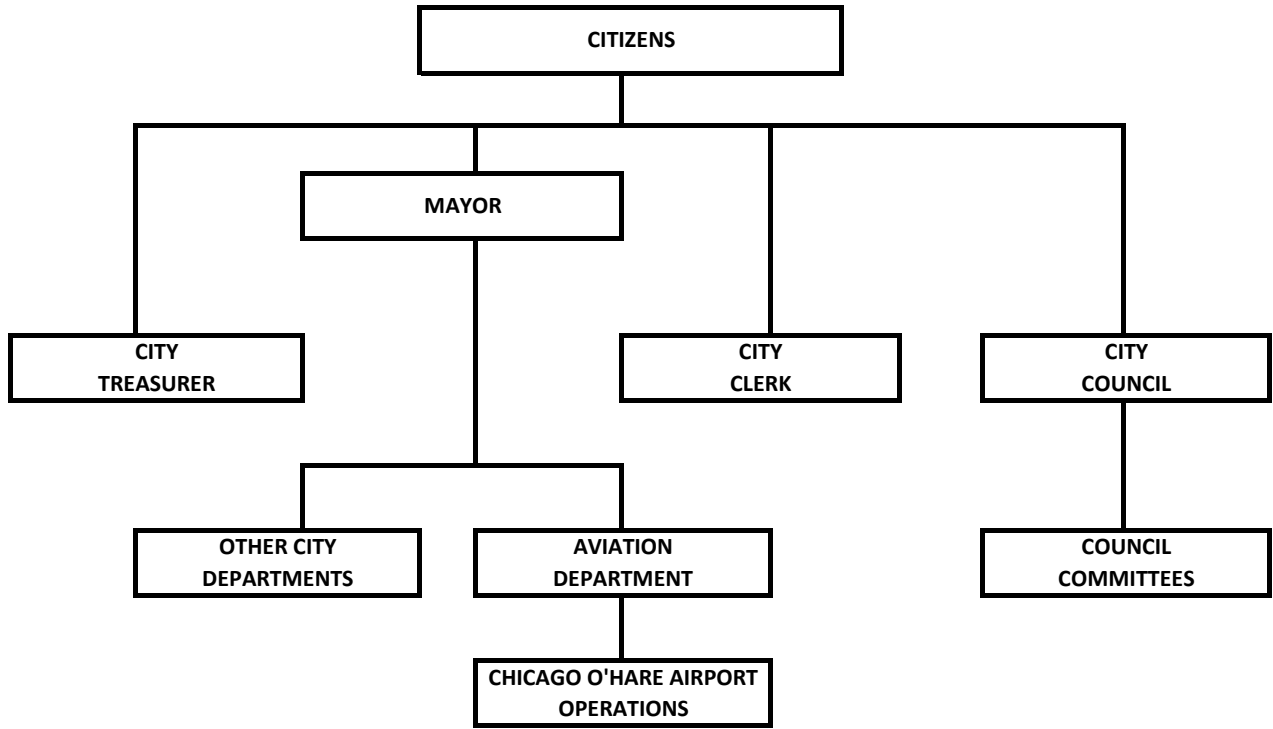 CITIZENS
MAYOR
CITY
TREASURER
CITY
CLERK
CITY
COUNCIL
OTHER CITY
DEPARTMENTS
AVIATION
DEPARTMENT
COUNCIL
COMMITTEES
CHICAGO O'HARE AIRPORT
OPERATIONS